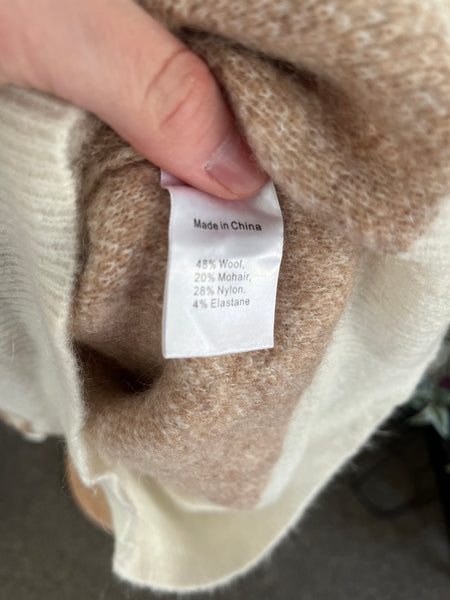 Made in China
48% Wool,
20% Mohair,
28% Nylon,
4% Elastane